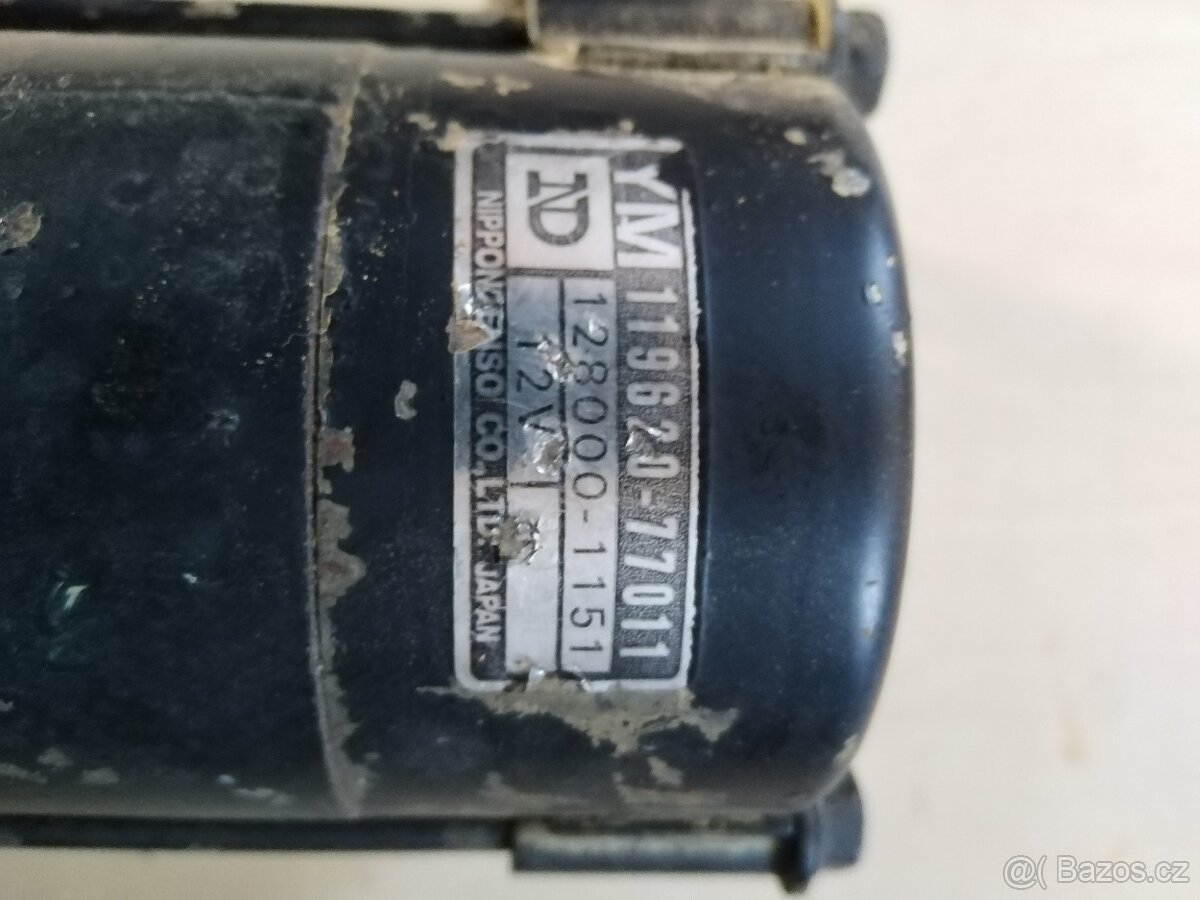 YM 119620-77011
ND 128000-1151
12V
NIPPONDENSO CO.,LTD. JAPAN
@( Bazos.cz